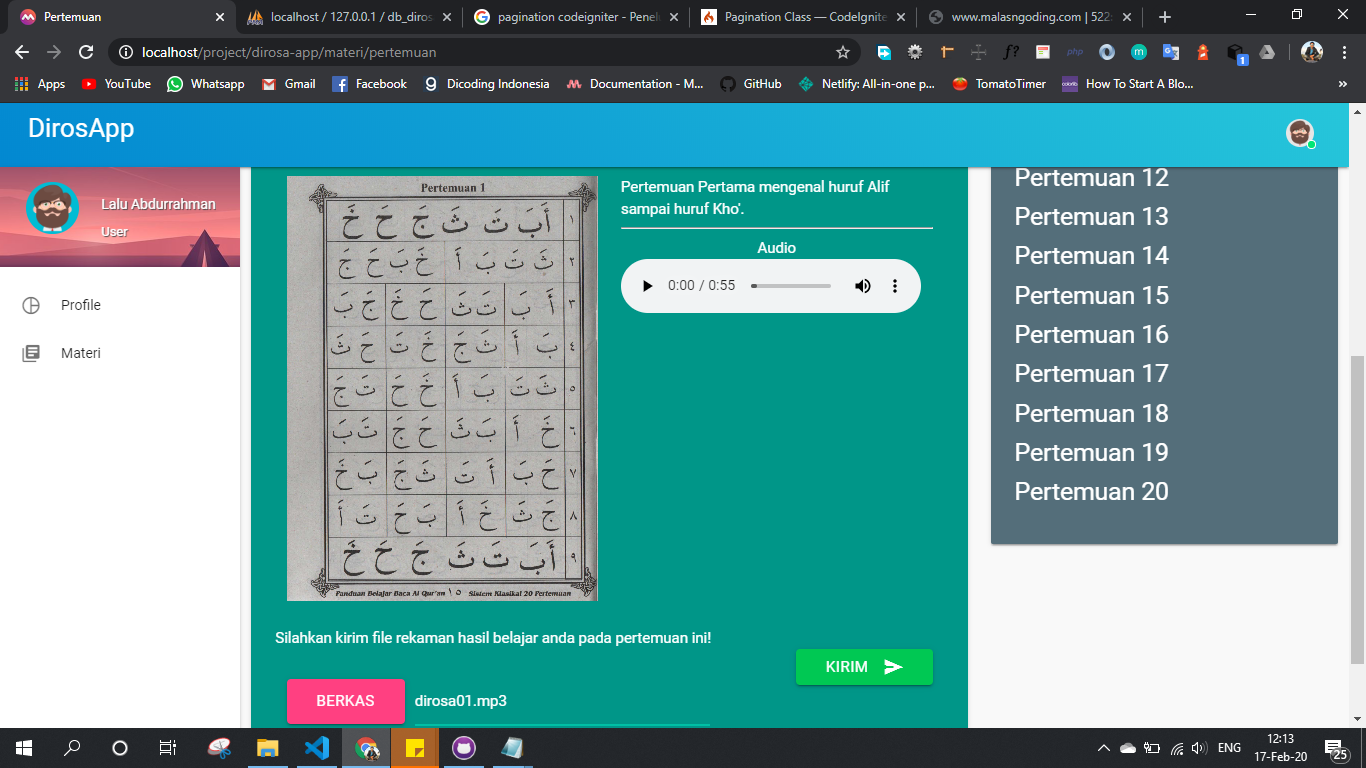 Pertemuan
localhost / 127.0.0.1 / db_diros
pagination codeigniter - Penel
Pagination Class — CodeIgnite
www.malasngoding.com | 522
localhost/project/dirosa-app/materi/pertemuan
Apps
YouTube
Whatsapp
Gmail
Facebook
Dicoding Indonesia
Documentation - M...
GitHub
Netlify: All-in-one p...
TomatoTimer
How To Start A Blo...
DirosApp
Lalu Abdurrahman
User
Profile
Materi
Pertemuan 1
١ أَبَ تَ ثَ جَ حَ خَ
٢ ثَ تَ بَ أَ خَ بَ حَ جَ
٣ أَ بَ تَ ثَ حَ خَ جَ بَ
٤ بَ أَ ثَ جَ خَ تَ حَ ثَ
٥ ثَ تَ بَ أَ خَ حَ تَ جَ
٦ خَ أَ بَ ثَ حَ جَ تَ بَ
٧ حَ بَ أَ تَ ثَ جَ بَ خَ
٨ جَ ثَ خَ أَ بَ حَ تَ أَ
٩ أَبَ تَ ثَ جَ حَ خَ
Panduan Belajar Baca Al Qur'an ١٥ Sistem Klasikal 20 Pertemuan
Pertemuan Pertama mengenal huruf Alif
sampai huruf Kho'.
Audio
0:00 / 0:55
Silahkan kirim file rekaman hasil belajar anda pada pertemuan ini!
KIRIM
BERKAS
dirosa01.mp3
Pertemuan 12
Pertemuan 13
Pertemuan 14
Pertemuan 15
Pertemuan 16
Pertemuan 17
Pertemuan 18
Pertemuan 19
Pertemuan 20
ENG
12:13
17-Feb-20
25